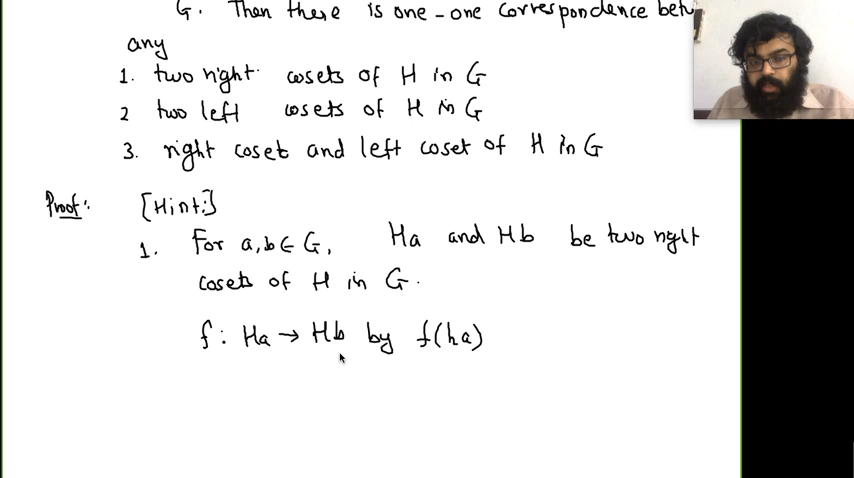 G. Then there is one-one correspondence betw
any
1. two right cosets of H in G
2 two left cosets of H in G
3. right coset and left coset of H in G
Proof: [Hint:]
1. For a,b ∈ G, Ha and Hb be two right
cosets of H in G.
f: Ha → Hb by f(ha)